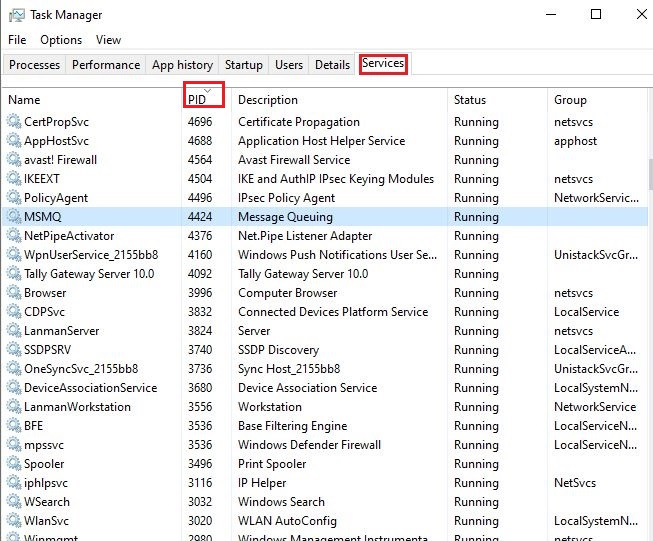 Task Manager
File Options View
Processes Performance App history Startup Users Details Services
Name PID Description Status Group
CertPropSvc 4696 Certificate Propagation Running netsvcs
AppHostSvc 4688 Application Host Helper Service Running apphost
avast! Firewall 4564 Avast Firewall Service Running
IKEEXT 4504 IKE and AuthIP IPsec Keying Modules Running netsvcs
PolicyAgent 4496 IPsec Policy Agent Running NetworkServic...
MSMQ 4424 Message Queuing Running
NetPipeActivator 4376 Net.Pipe Listener Adapter Running
WpnUserService_2155bb8 4160 Windows Push Notifications User Se... Running UnistackSvcGr...
Tally Gateway Server 10.0 4092 Tally Gateway Server 10.0 Running
Browser 3996 Computer Browser Running netsvcs
CDPSvc 3832 Connected Devices Platform Service Running LocalService
LanmanServer 3824 Server Running netsvcs
SSDPSRV 3740 SSDP Discovery Running LocalServiceA...
OneSyncSvc_2155bb8 3736 Sync Host_2155bb8 Running UnistackSvcGr...
DeviceAssociationService 3680 Device Association Service Running LocalSystemN...
LanmanWorkstation 3556 Workstation Running NetworkService
BFE 3536 Base Filtering Engine Running LocalServiceN...
mpssvc 3536 Windows Defender Firewall Running LocalServiceN...
Spooler 3496 Print Spooler Running
iphlpsvc 3116 IP Helper Running NetSvcs
WSearch 3032 Windows Search Running
WlanSvc 3020 WLAN AutoConfig Running LocalSystemN...
Winmgmt 2980 Windows Management Instrumenta... Running netsvcs